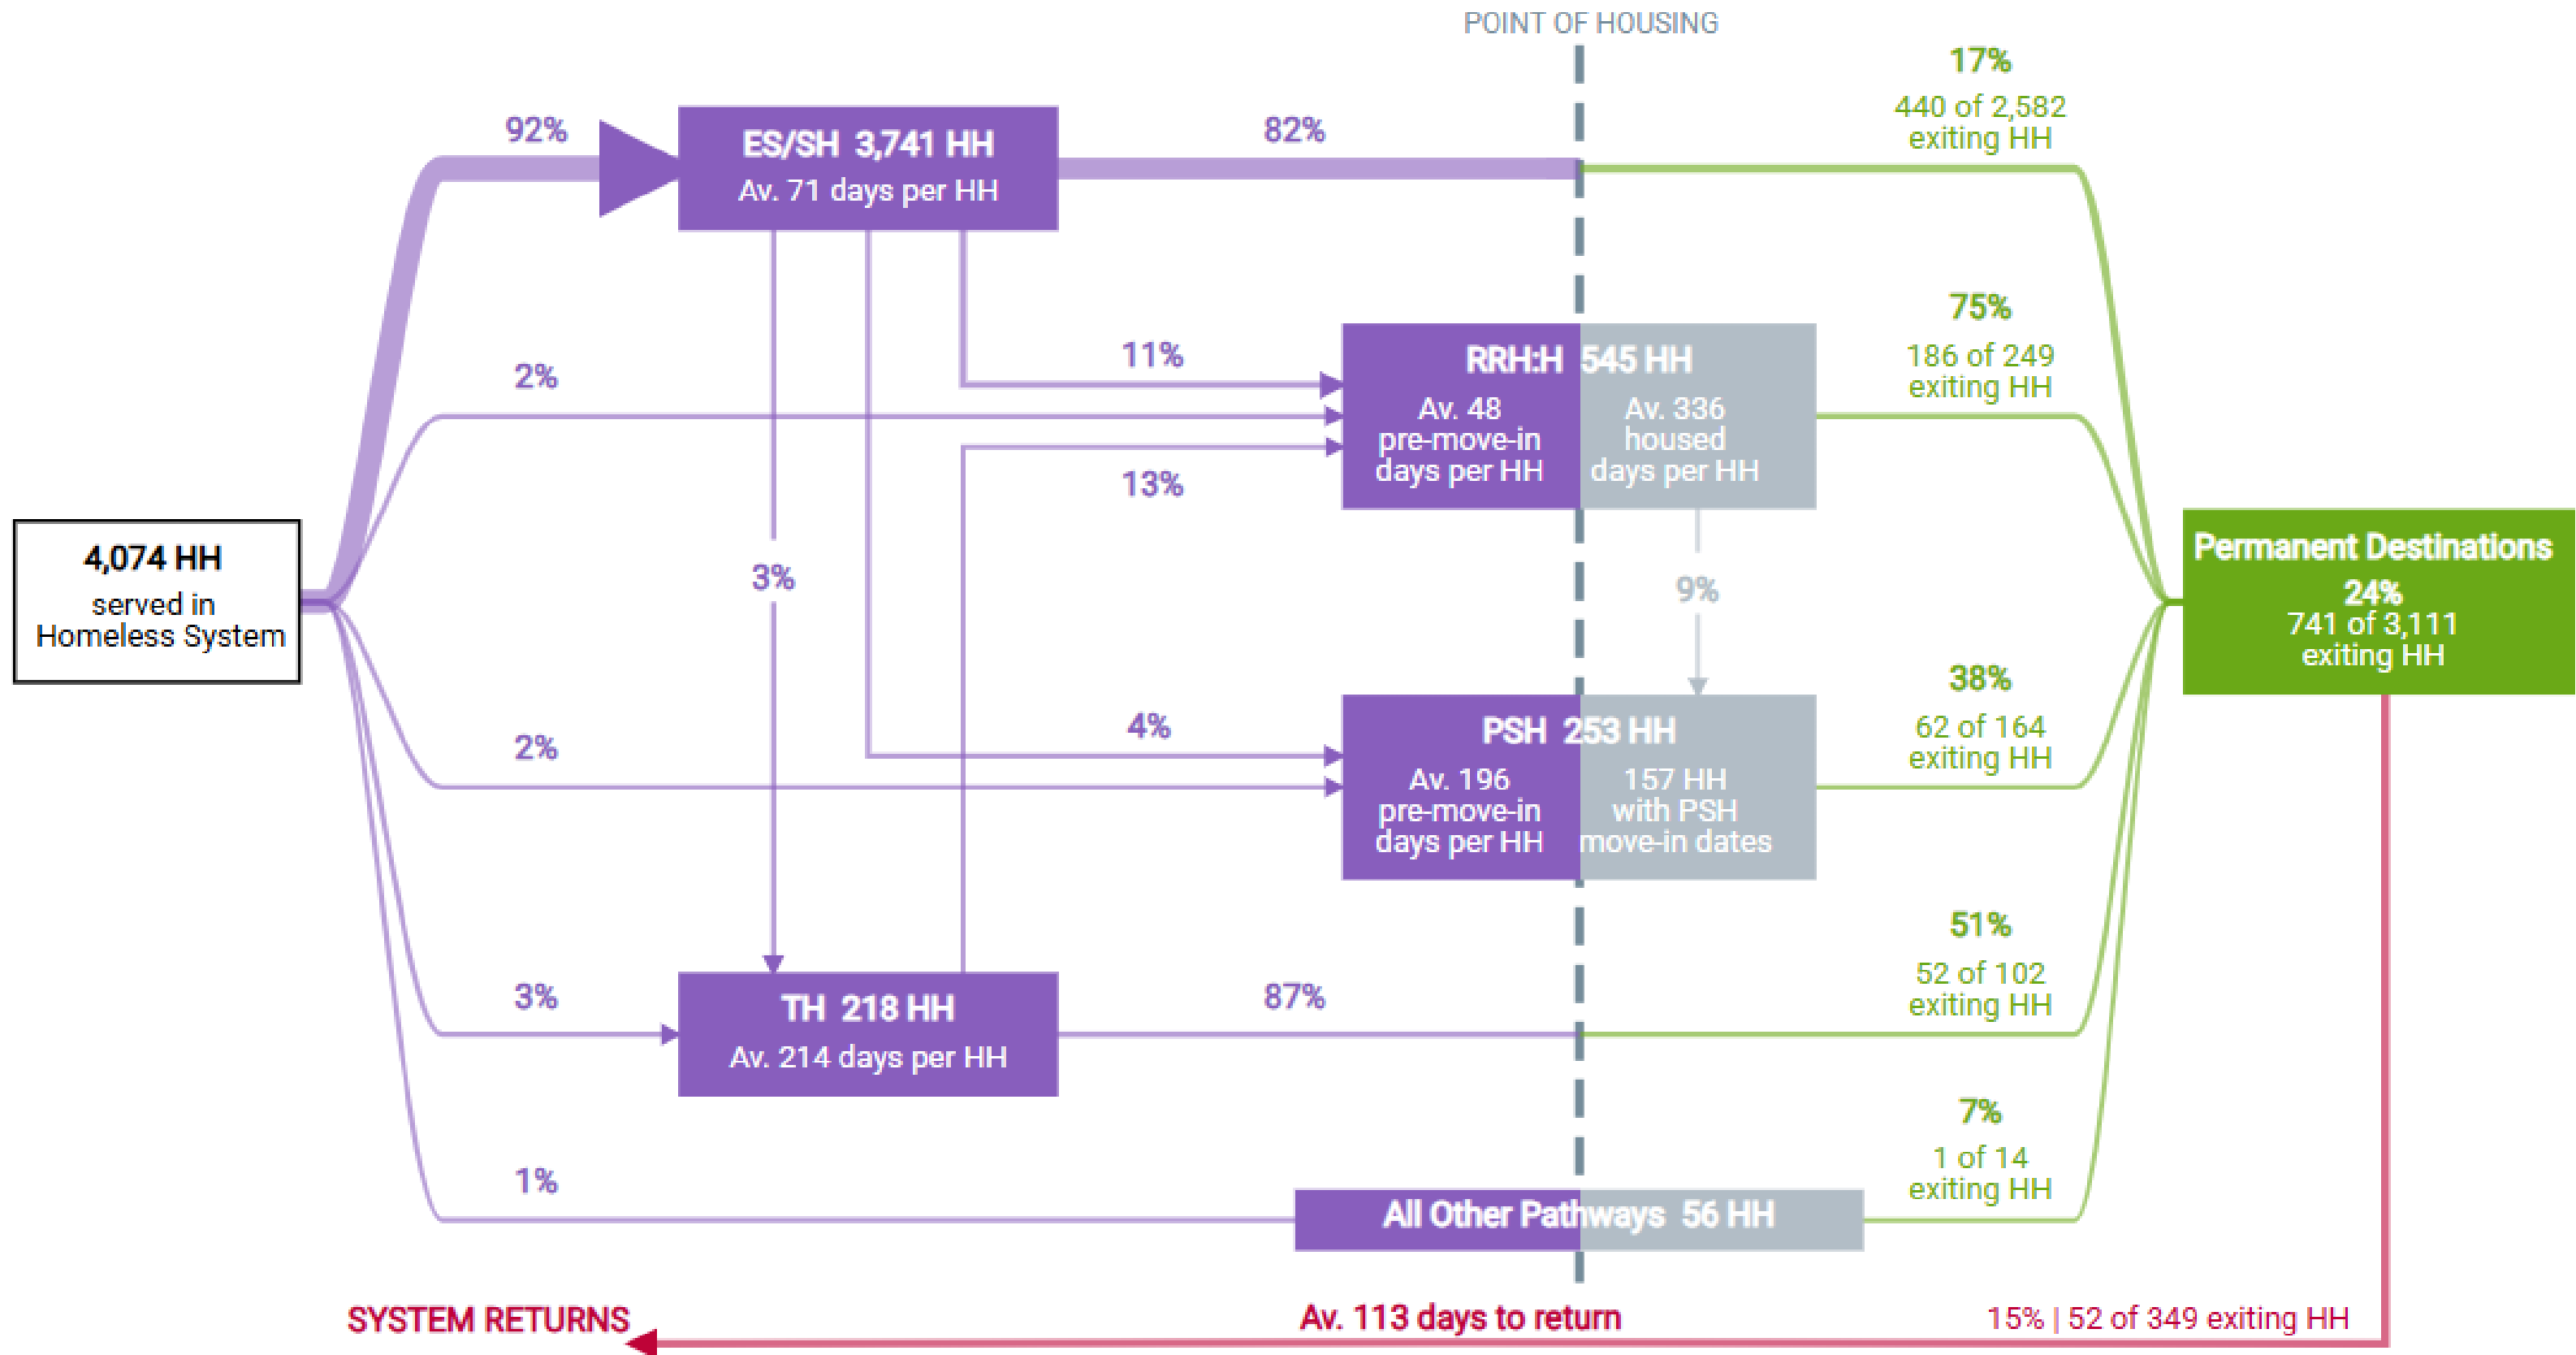 POINT OF HOUSING
92%
ES/SH 3,741 HH
Av. 71 days per HH
82%
17%
440 of 2,582
exiting HH
2%
11%
13%
RRH:H 545 HH
Av. 48
pre-move-in
days per HH
Av. 336
housed
days per HH
75%
186 of 249
exiting HH
4,074 HH
served in
Homeless System
3%
9%
Permanent Destinations
24%
741 of 3,111
exiting HH
2%
4%
PSH 253 HH
Av. 196
pre-move-in
days per HH
157 HH
with PSH
move-in dates
38%
62 of 164
exiting HH
3%
TH 218 HH
Av. 214 days per HH
87%
51%
52 of 102
exiting HH
1%
All Other Pathways 56 HH
7%
1 of 14
exiting HH
SYSTEM RETURNS
Av. 113 days to return
15% | 52 of 349 exiting HH